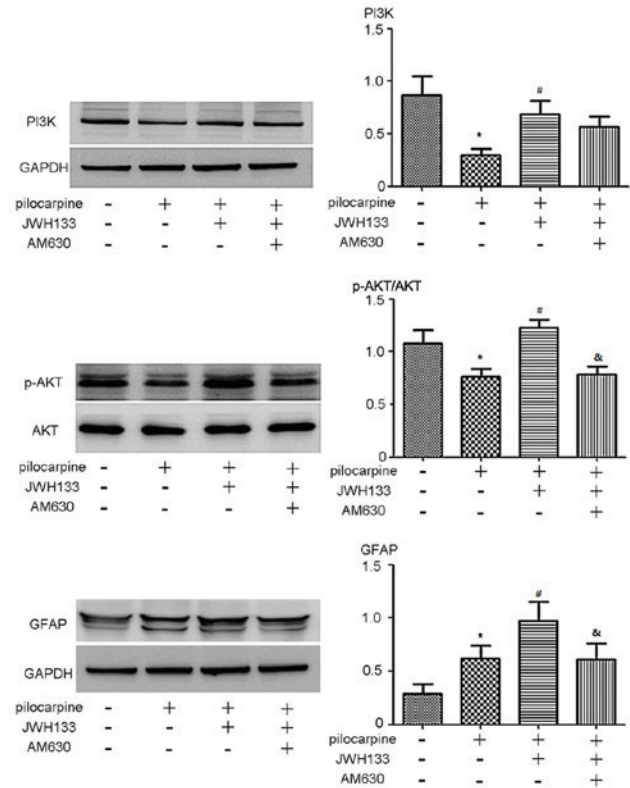 PI3K
GAPDH
pilocarpine - + + +
JWH133 - - + +
AM630 - - - +
PI3K
1.5
1.0
0.5
0
*
#
pilocarpine - + + +
JWH133 - - + +
AM630 - - - +
p-AKT
AKT
pilocarpine - + + +
JWH133 - - + +
AM630 - - - +
p-AKT/AKT
1.5
1.0
0.5
0
*
#
&
pilocarpine - + + +
JWH133 - - + +
AM630 - - - +
GFAP
GAPDH
pilocarpine - + + +
JWH133 - - + +
AM630 - - - +
GFAP
1.5
1.0
0.5
0
*
#
&
pilocarpine - + + +
JWH133 - - + +
AM630 - - - +